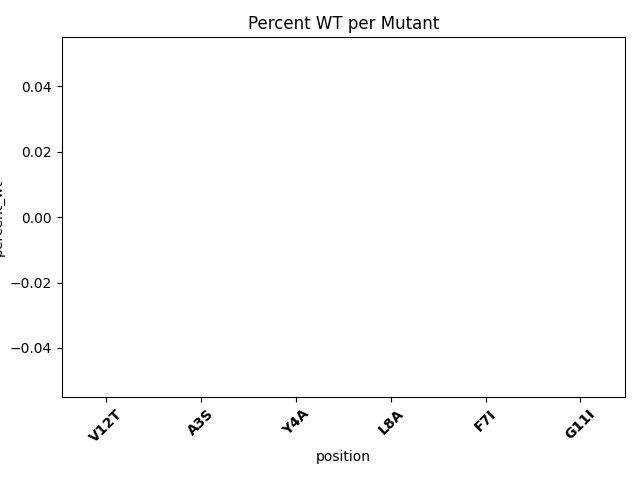 Percent WT per Mutant
0.04
0.02
0.00
−0.02
−0.04
percent_wt
V12T A3S Y4A L8A F7I G11I
position